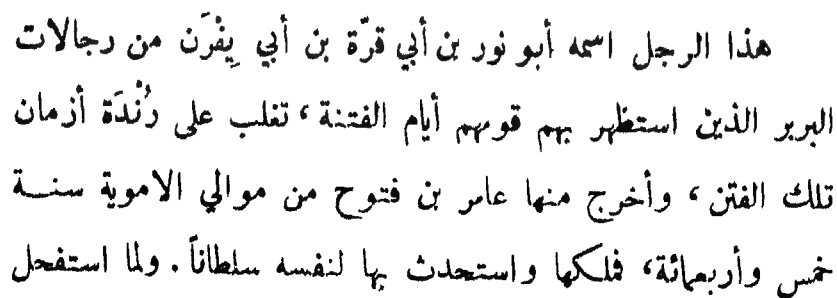 هذا الرجل اسمه أبو نور بن أبي قرّة بن أبي يِفْرَن من رجالات
البربر الذين استظهر بهم قومهم أيام الفتنة ، تغلب على رُنْدَة أزمان
تلك الفتن ، وأخرج منها عامر بن فتوح من موالي الاموية سنة
خمس وأربعمائة، فملكها واستحدث بها لنفسه سلطاناً . ولما استفحل